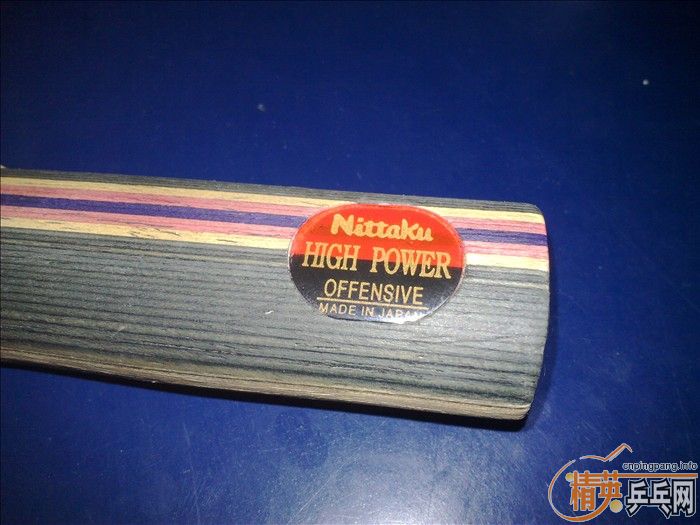 Nittaku
HIGH POWER
OFFENSIVE
MADE IN JAPAN
cnpingpang.info
精英乒乓网